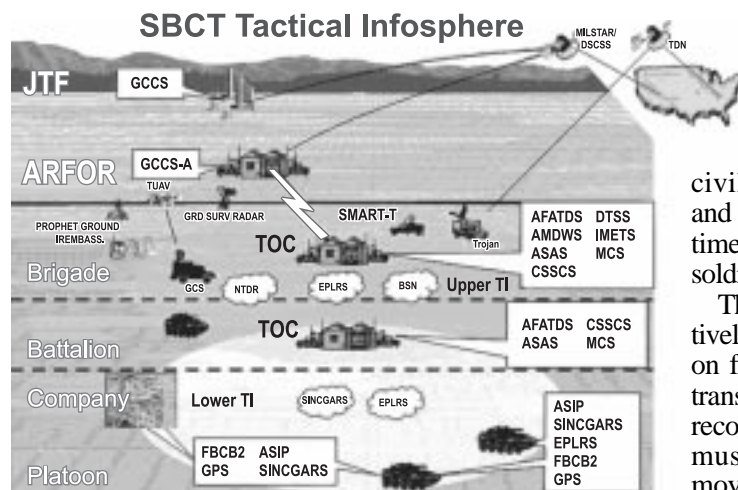 SBCT Tactical Infosphere
MILSTAR/
DSCSS
TDN
JTF
GCCS
ARFOR
GCCS-A
TUAV
GRD SURV RADAR
PROPHET GROUND
IREMBASS.
SMART-T
Trojan
TOC
AFATDS DTSS
AMDWS IMETS
ASAS MCS
CSSCS
Brigade
GCS
NTDR
EPLRS
BSN
Upper TI
TOC
AFATDS CSSCS
ASAS MCS
Battalion
Company
Lower TI
SINCGARS
EPLRS
ASIP
SINCGARS
EPLRS
FBCB2
GPS
FBCB2 ASIP
GPS SINCGARS
Platoon
civil
and
time
soldi
Th
tively
on f
trans
reco
mus
mov